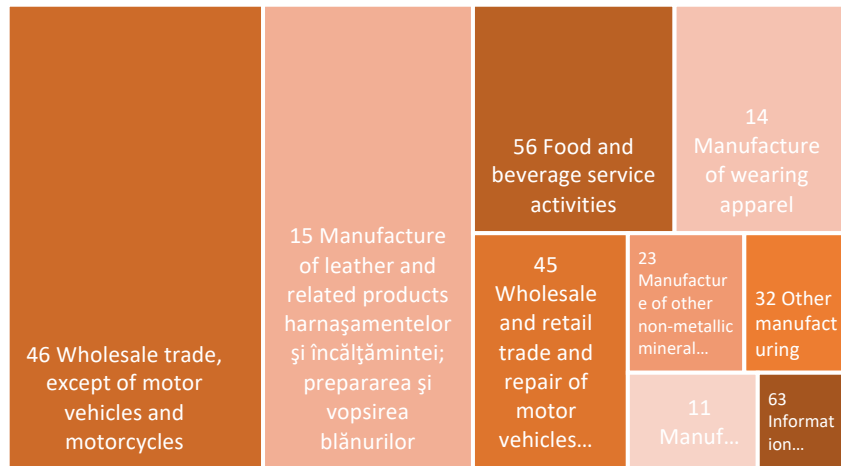 46 Wholesale trade,
except of motor
vehicles and
motorcycles
15 Manufacture
of leather and
related products
harnaşamentelor
şi încălţămintei;
prepararea şi
vopsirea
blănurilor
56 Food and
beverage service
activities
14
Manufacture
of wearing
apparel
45
Wholesale
and retail
trade and
repair of
motor
vehicles…
23
Manufactur
e of other
non-metallic
mineral…
32 Other
manufact
uring
11
Manuf…
63
Informat
ion…